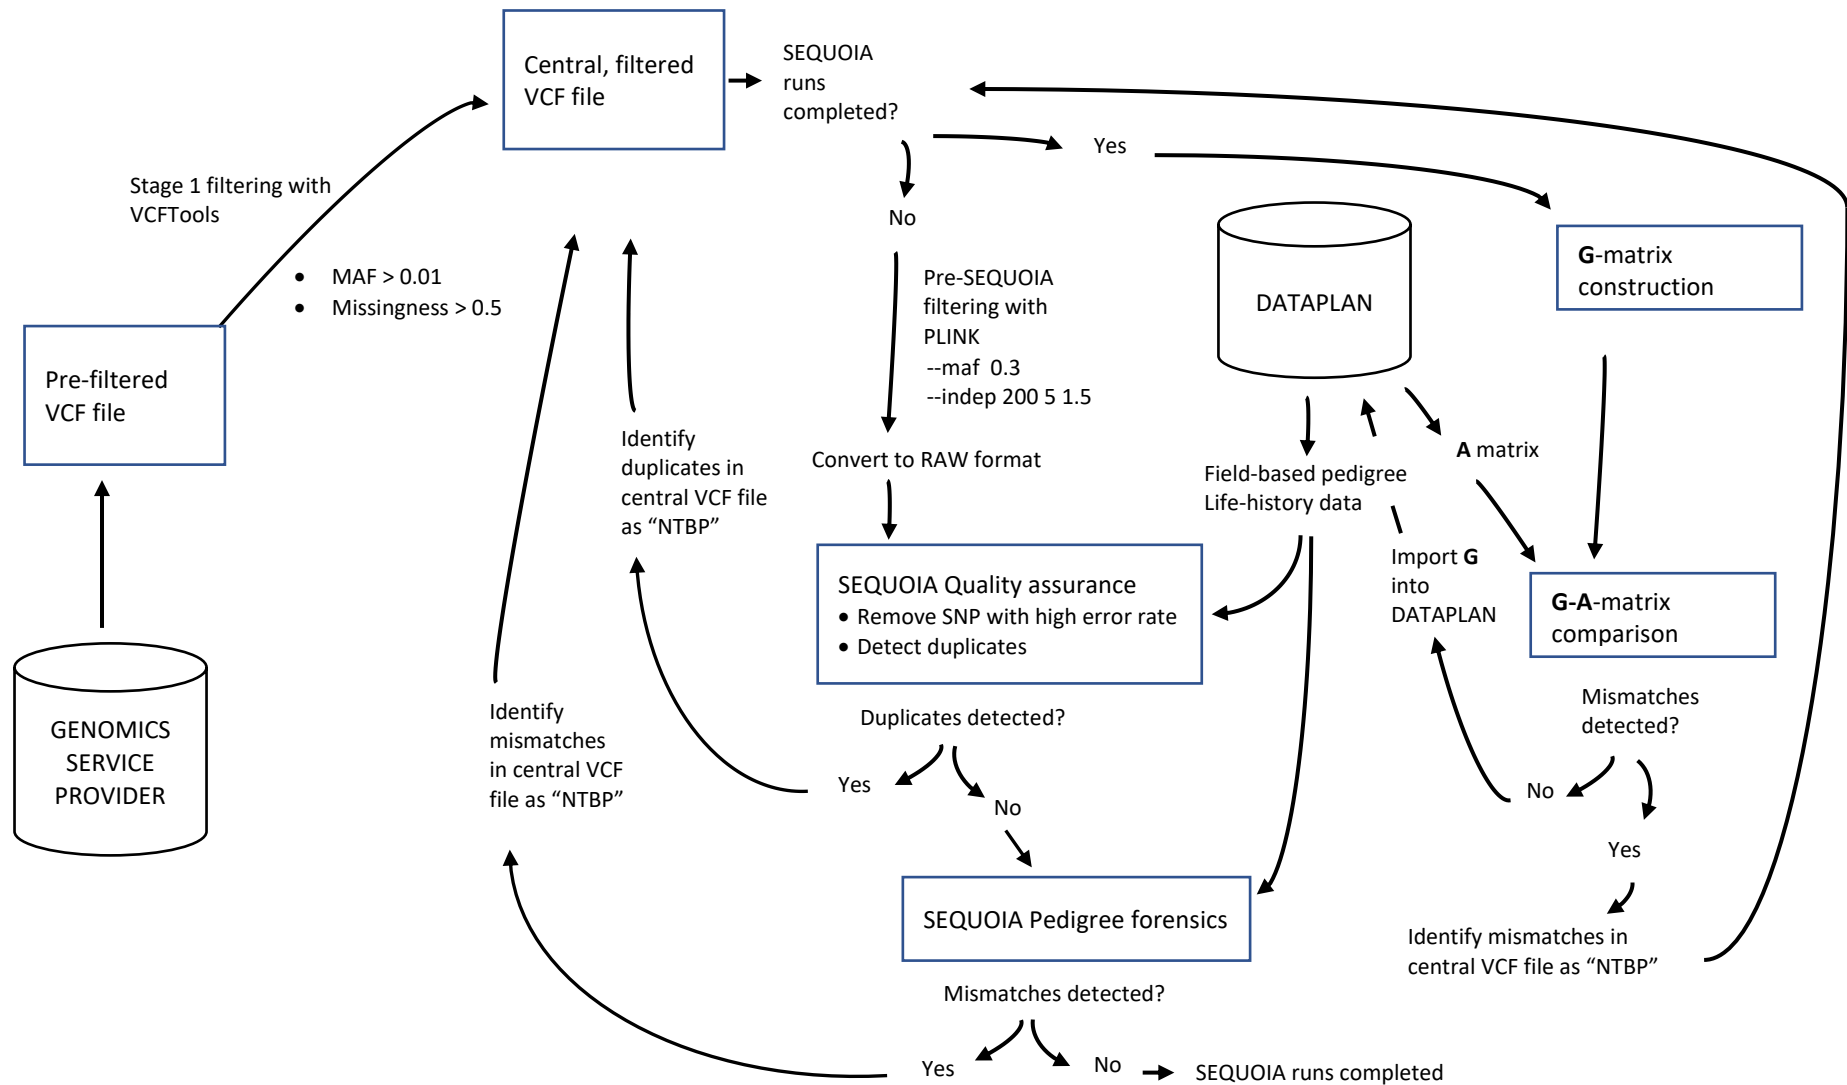 Central, filtered
VCF file
SEQUOIA
runs
completed?
Yes
No
Stage 1 filtering with
VCFTools
• MAF > 0.01
• Missingness > 0.5
Pre-filtered
VCF file
GENOMICS
SERVICE
PROVIDER
Pre-SEQUOIA
filtering with
PLINK
--maf 0.3
--indep 200 5 1.5
Convert to RAW format
DATAPLAN
G-matrix
construction
A matrix
Field-based pedigree
Life-history data
Import G
into
DATAPLAN
G-A-matrix
comparison
Identify
duplicates in
central VCF file
as “NTBP”
SEQUOIA Quality assurance
• Remove SNP with high error rate
• Detect duplicates
Identify
mismatches
in central VCF
file as “NTBP”
Duplicates detected?
Yes
No
Mismatches
detected?
No
Yes
Identify mismatches in
central VCF file as “NTBP”
SEQUOIA Pedigree forensics
Mismatches detected?
Yes
No
SEQUOIA runs completed